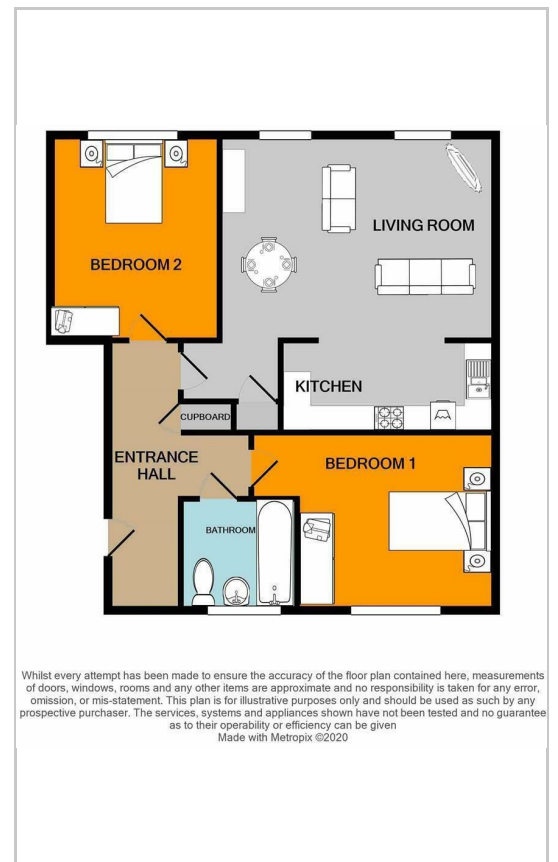 BEDROOM 2
LIVING ROOM
KITCHEN
CUPBOARD
ENTRANCE
HALL
BEDROOM 1
BATHROOM
Whilst every attempt has been made to ensure the accuracy of the floor plan contained here, measurements
of doors, windows, rooms and any other items are approximate and no responsibility is taken for any error,
omission, or mis-statement. This plan is for illustrative purposes only and should be used as such by any
prospective purchaser. The services, systems and appliances shown have not been tested and no guarantee
as to their operability or efficiency can be given
Made with Metropix ©2020